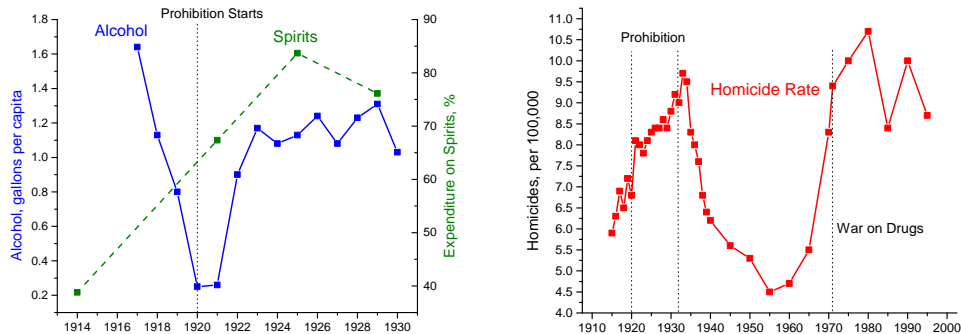 Prohibition Starts
Alcohol
Spirits
Alcohol, gallons per capita
1.8
1.6
1.4
1.2
1.0
0.8
0.6
0.4
0.2
Expenditure on Spirits, %
90
80
70
60
50
40
1914 1916 1918 1920 1922 1924 1926 1928 1930
Prohibition
Homicide Rate
War on Drugs
Homicides, per 100,000
11.0
10.5
10.0
9.5
9.0
8.5
8.0
7.5
7.0
6.5
6.0
5.5
5.0
4.5
4.0
1910 1920 1930 1940 1950 1960 1970 1980 1990 2000